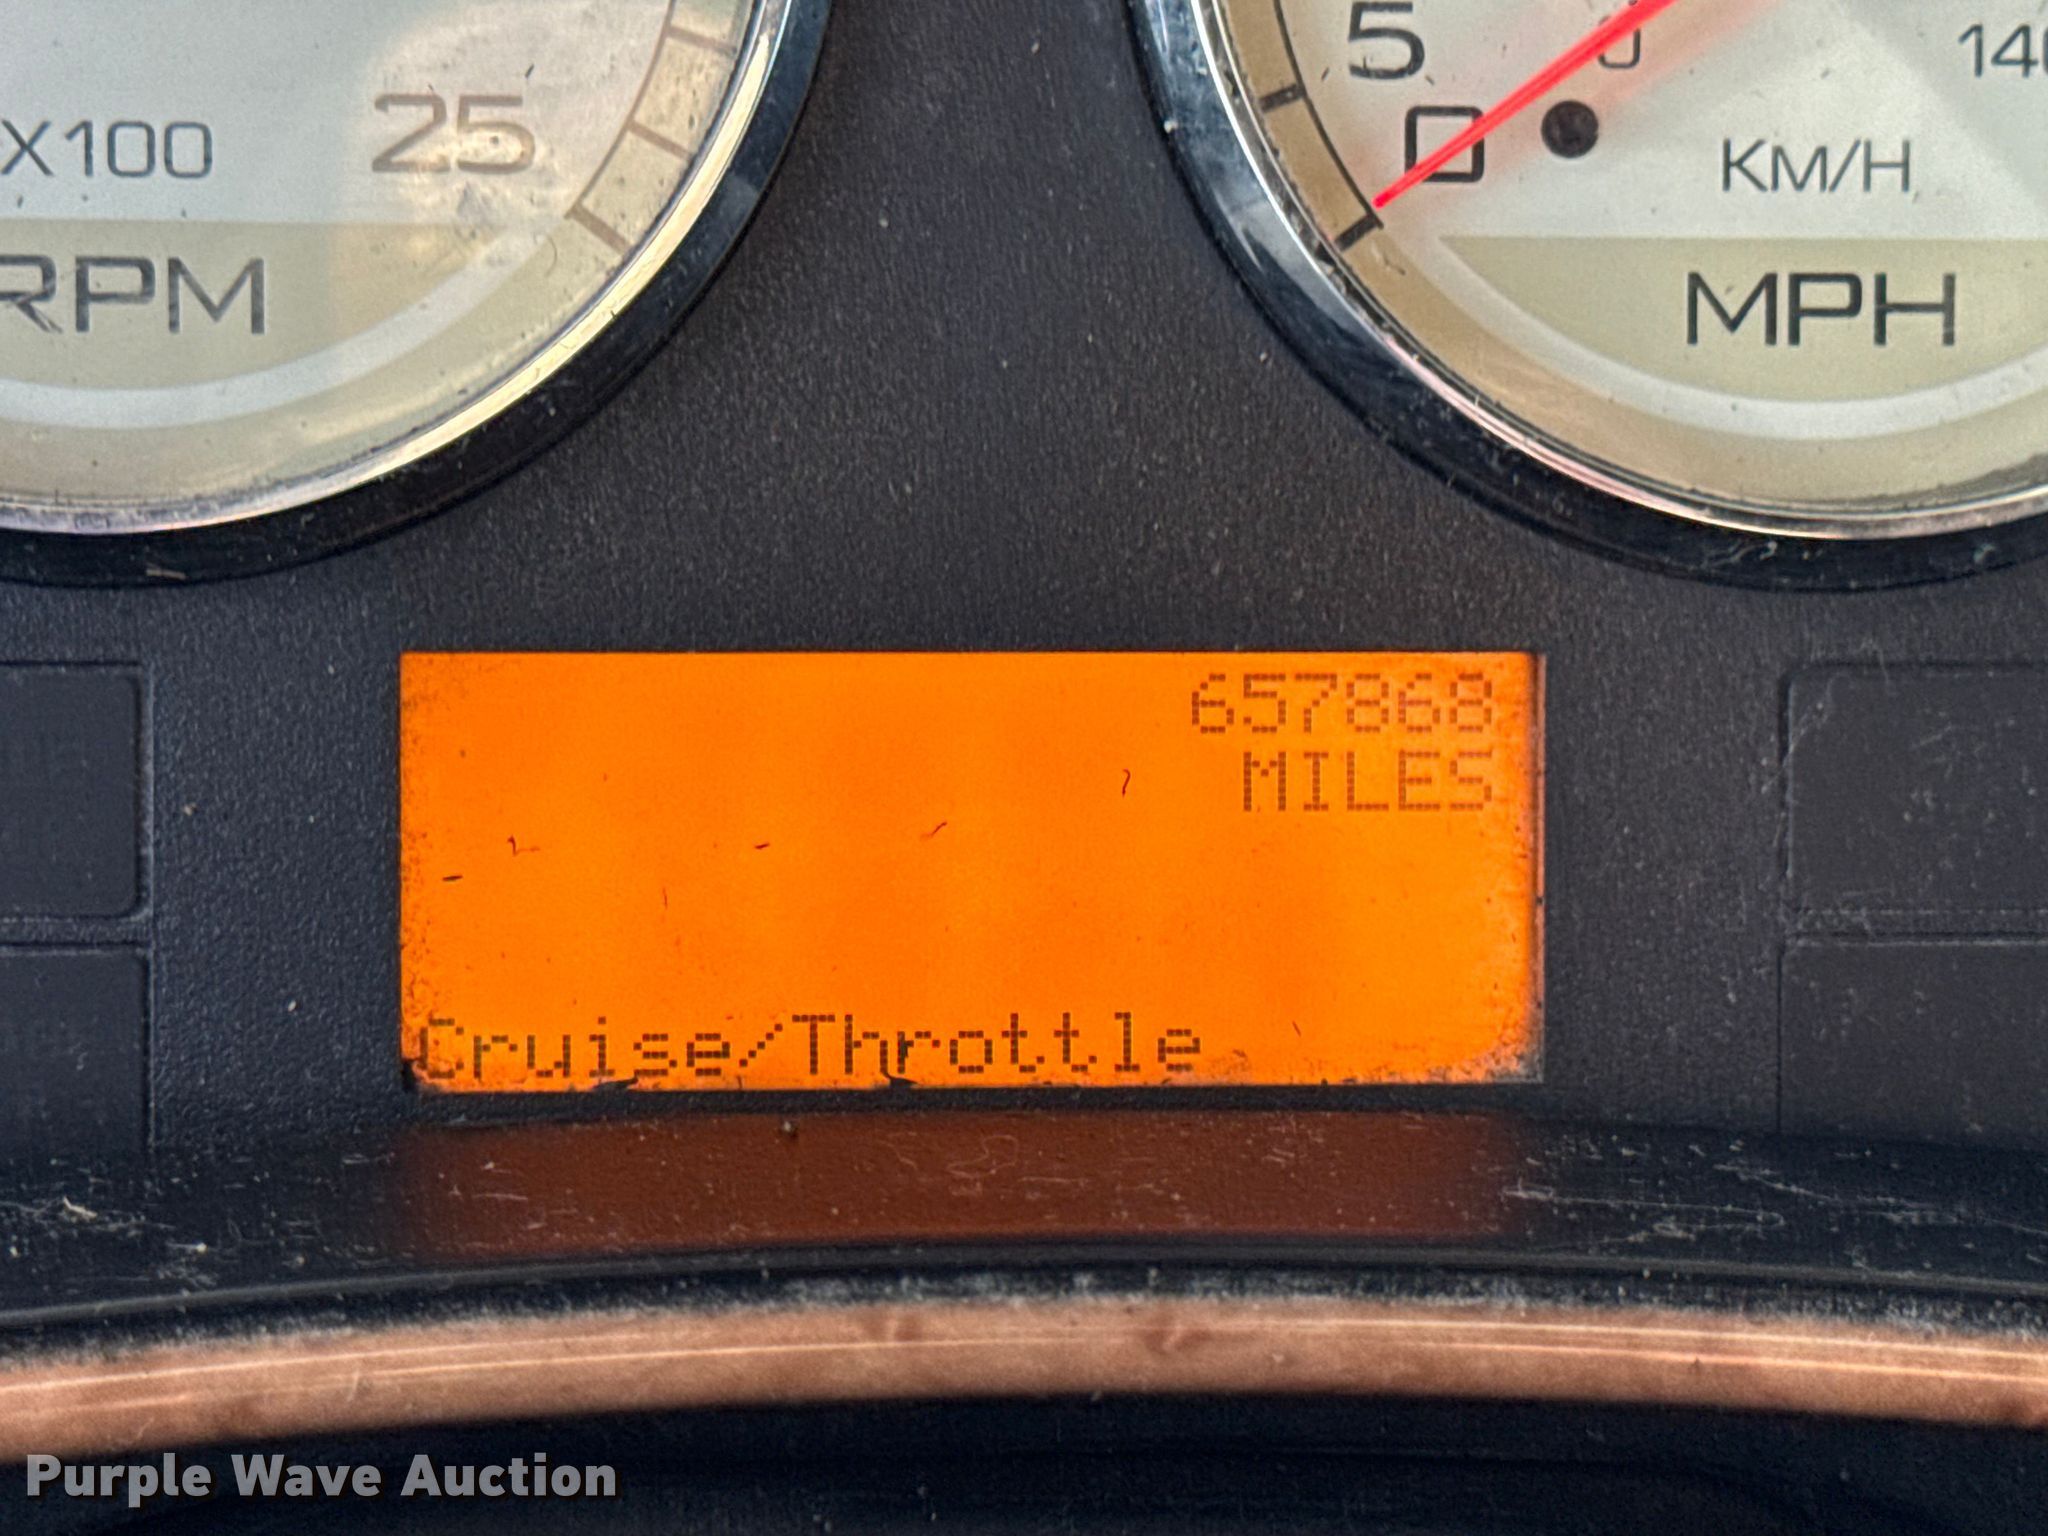 X100
25
RPM
5
0
0
140
KM/H
MPH
657868
MILES
Cruise/Throttle
Purple Wave Auction